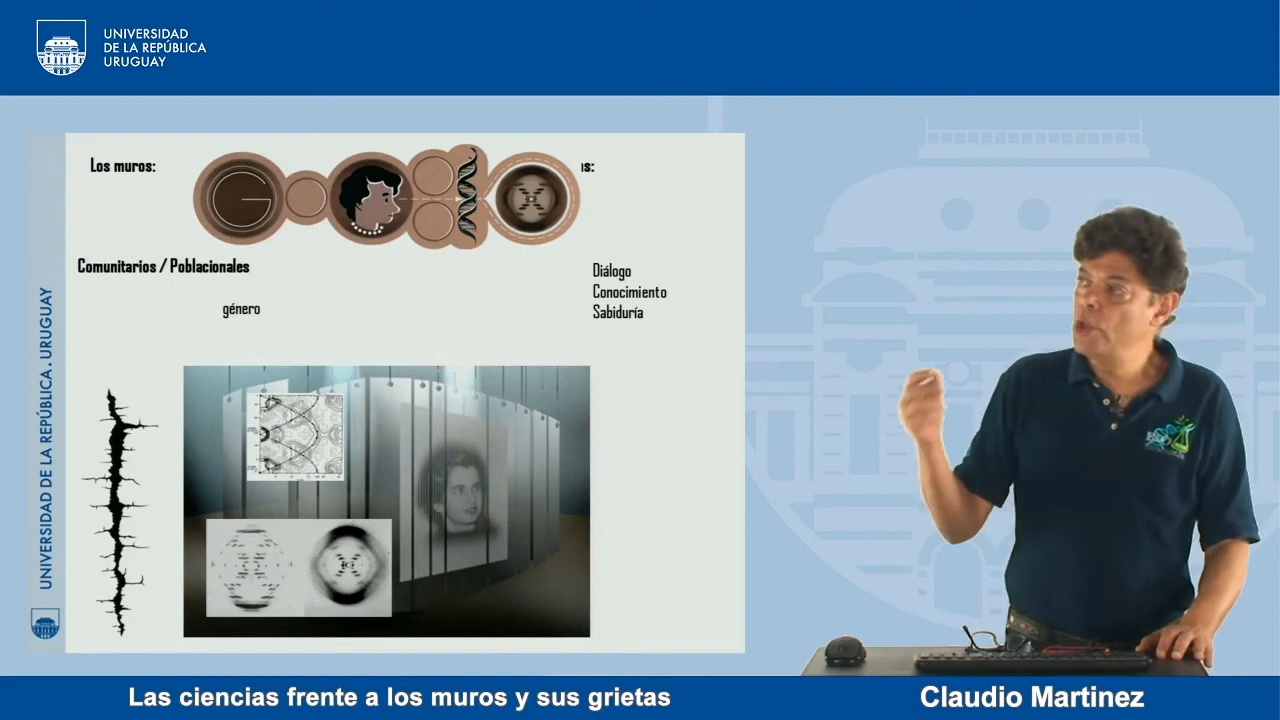 UNIVERSIDAD
DE LA REPÚBLICA
URUGUAY
Los muros:
as:
Comunitarios / Poblacionales
género
Diálogo
Conocimiento
Sabiduría
UNIVERSIDAD DE LA REPÚBLICA. URUGUAY
Las ciencias frente a los muros y sus grietas
Claudio Martinez